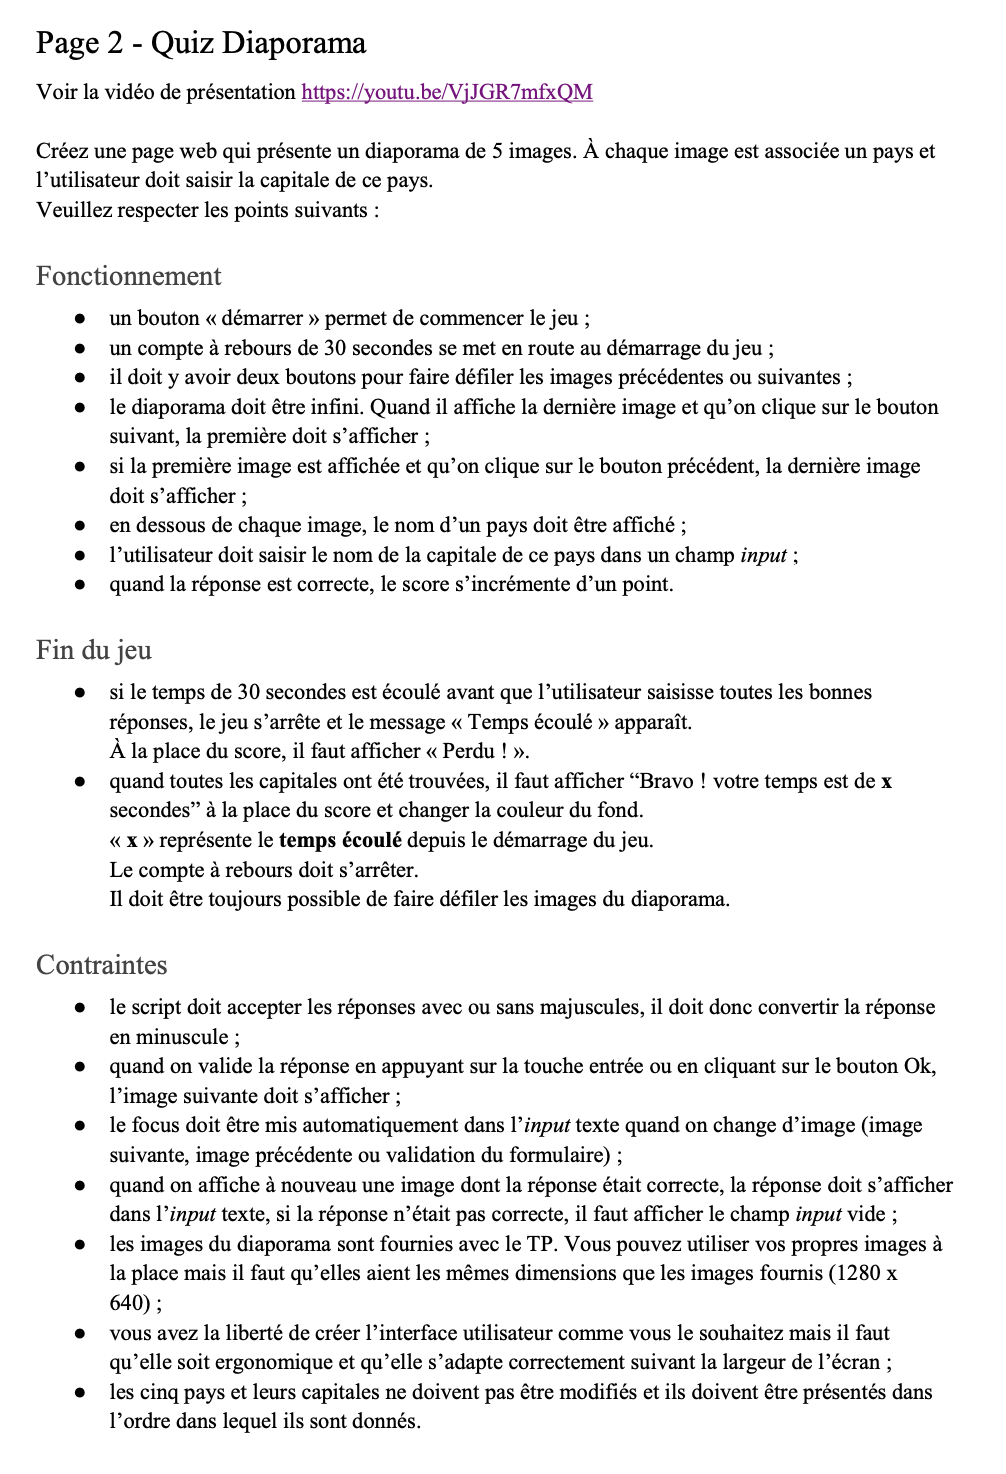 Page 2 - Quiz Diaporama
Voir la vidéo de présentation https://youtu.be/VjJGR7mfxQM
Créez une page web qui présente un diaporama de 5 images. À chaque image est associée un pays et
l’utilisateur doit saisir la capitale de ce pays.
Veuillez respecter les points suivants :
Fonctionnement
● un bouton « démarrer » permet de commencer le jeu ;
● un compte à rebours de 30 secondes se met en route au démarrage du jeu ;
● il doit y avoir deux boutons pour faire défiler les images précédentes ou suivantes ;
● le diaporama doit être infini. Quand il affiche la dernière image et qu’on clique sur le bouton
suivant, la première doit s’afficher ;
● si la première image est affichée et qu’on clique sur le bouton précédent, la dernière image
doit s’afficher ;
● en dessous de chaque image, le nom d’un pays doit être affiché ;
● l’utilisateur doit saisir le nom de la capitale de ce pays dans un champ input ;
● quand la réponse est correcte, le score s’incrémente d’un point.
Fin du jeu
● si le temps de 30 secondes est écoulé avant que l’utilisateur saisisse toutes les bonnes
réponses, le jeu s’arrête et le message « Temps écoulé » apparaît.
À la place du score, il faut afficher « Perdu ! ».
● quand toutes les capitales ont été trouvées, il faut afficher “Bravo ! votre temps est de x
secondes” à la place du score et changer la couleur du fond.
« x » représente le temps écoulé depuis le démarrage du jeu.
Le compte à rebours doit s’arrêter.
Il doit être toujours possible de faire défiler les images du diaporama.
Contraintes
● le script doit accepter les réponses avec ou sans majuscules, il doit donc convertir la réponse
en minuscule ;
● quand on valide la réponse en appuyant sur la touche entrée ou en cliquant sur le bouton Ok,
l’image suivante doit s’afficher ;
● le focus doit être mis automatiquement dans l’input texte quand on change d’image (image
suivante, image précédente ou validation du formulaire) ;
● quand on affiche à nouveau une image dont la réponse était correcte, la réponse doit s’afficher
dans l’input texte, si la réponse n’était pas correcte, il faut afficher le champ input vide ;
● les images du diaporama sont fournies avec le TP. Vous pouvez utiliser vos propres images à
la place mais il faut qu’elles aient les mêmes dimensions que les images fournis (1280 x
640) ;
● vous avez la liberté de créer l’interface utilisateur comme vous le souhaitez mais il faut
qu’elle soit ergonomique et qu’elle s’adapte correctement suivant la largeur de l’écran ;
● les cinq pays et leurs capitales ne doivent pas être modifiés et ils doivent être présentés dans
l’ordre dans lequel ils sont donnés.